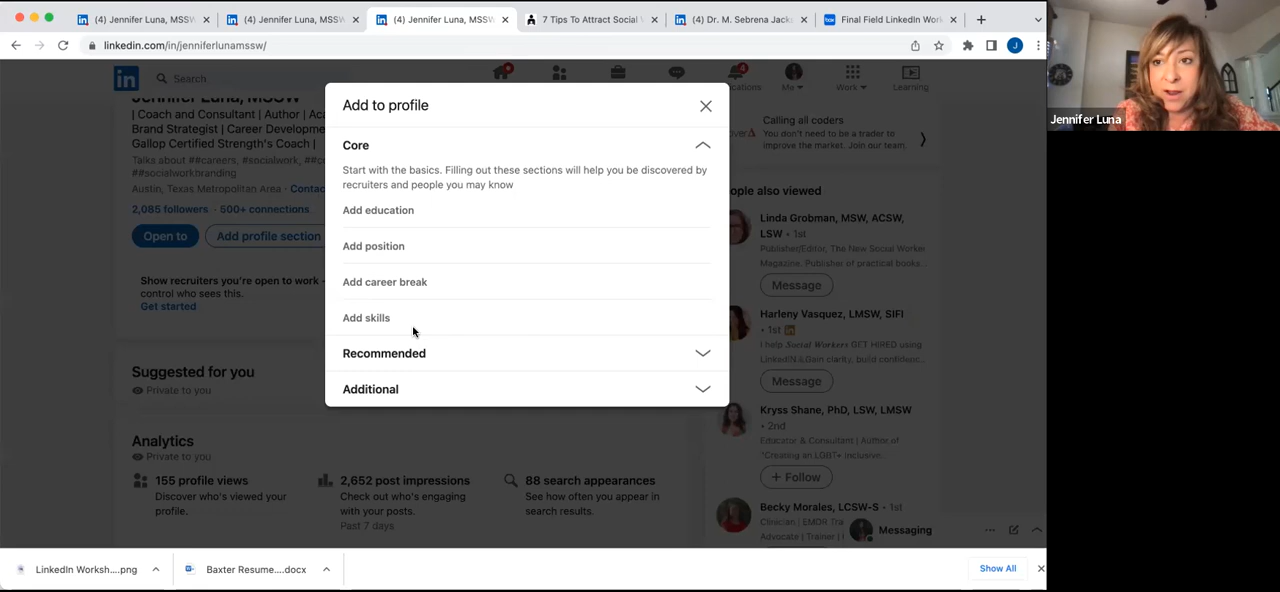 (4) Jennifer Luna, MSSW
(4) Jennifer Luna, MSSW
(4) Jennifer Luna, MSSW
7 Tips To Attract Social
(4) Dr. M. Sebrena Jack
Final Field LinkedIn Wor
linkedin.com/in/jenniferlunamssw/
J
in
Search
4
Me
Work
Learning
Jennifer Luna, MSSW
| Coach and Consultant | Author |
Brand Strategist | Career
Gallop Certified Strength's Coach |
Talks about ##careers, #socialwork,
##socialworkbranding
Austin, Texas Metropolitan Area ·
2,085 followers · 500+ connections
Open to
Add profile section
Show recruiters you're open to work
control who sees this.
Get started
Suggested for you
Private to you
Analytics
Private to you
155 profile views
Discover who's viewed your
profile.
2,652 post impressions
Check out who's engaging
with your posts.
Past 7 days
88 search appearances
See how often you appear in
search results.
Add to profile
Core
Start with the basics. Filling out these sections will help you be discovered by
recruiters and people you may know
Add education
Add position
Add career break
Add skills
Recommended
Additional
Calling all coders
You don't need to be a trader to
improve the market. Join our team.
also viewed
Linda Grobman, MSW, ACSW,
LSW · 1st
Publisher/Editor, The New Social Worker
Magazine. Publisher of practical books...
Message
Harleny Vasquez, LMSW, SIFI
· 1st
I help Social Workers GET HIRED using
LinkedIN. Gain clarity, build confidenc...
Message
Kryss Shane, PhD, LSW, LMSW
· 2nd
Educator & Consultant | Author of
"Creating an LGBT+ Inclusive...
+ Follow
Becky Morales, LCSW-S · 1st
Clinician | EMDR
Advocate | Trainer |
Messaging
LinkedIn Worksh....png
Baxter Resume....docx
Show All
Jennifer Luna